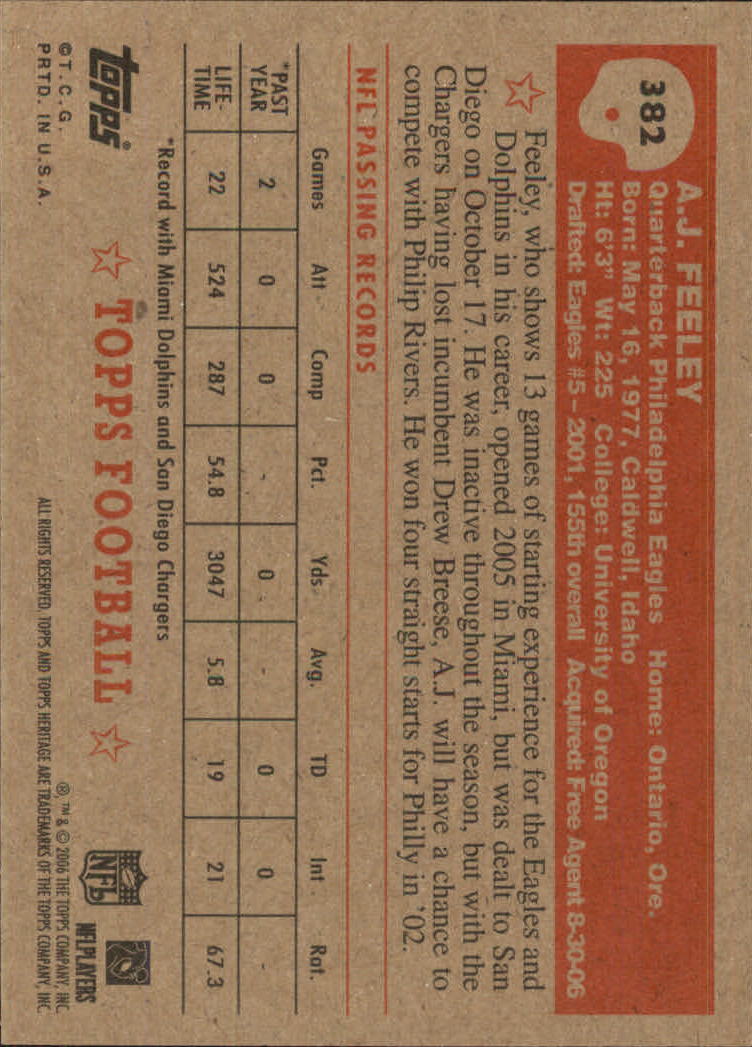 382
A.J. FEELEY
Quarterback Philadelphia Eagles Home: Ontario, Ore.
Born: May 16, 1977, Caldwell, Idaho
Ht: 6'3" Wt: 225 College: University of Oregon
Drafted: Eagles #5–2001, 155th overall Acquired: Free Agent 8-30-06
Feeley, who shows 13 games of starting experience for the Eagles and
Dolphins in his career, opened 2005 in Miami, but was dealt to San
Diego on October 17. He was inactive throughout the season, but with the
Chargers having lost incumbent Drew Breese, A.J. will have a chance to
compete with Philip Rivers. He won four straight starts for Philly in '02.
NFL PASSING RECORDS
Games Att Comp Pct. Yds Avg. TD Int Rat.
*PAST YEAR 2 0 0 - 0 - 0 0 -
LIFE-TIME 22 524 287 54.8 3047 5.8 19 21 67.3
*Record with Miami Dolphins and San Diego Chargers
topps®
TOPPS FOOTBALL
NFL
NFLPLAYERS
©T.C.G.
PRTD. IN U.S.A.
®, ™ & © 2006 THE TOPPS COMPANY, INC.
ALL RIGHTS RESERVED. TOPPS AND TOPPS HERITAGE ARE TRADEMARKS OF THE TOPPS COMPANY, INC.